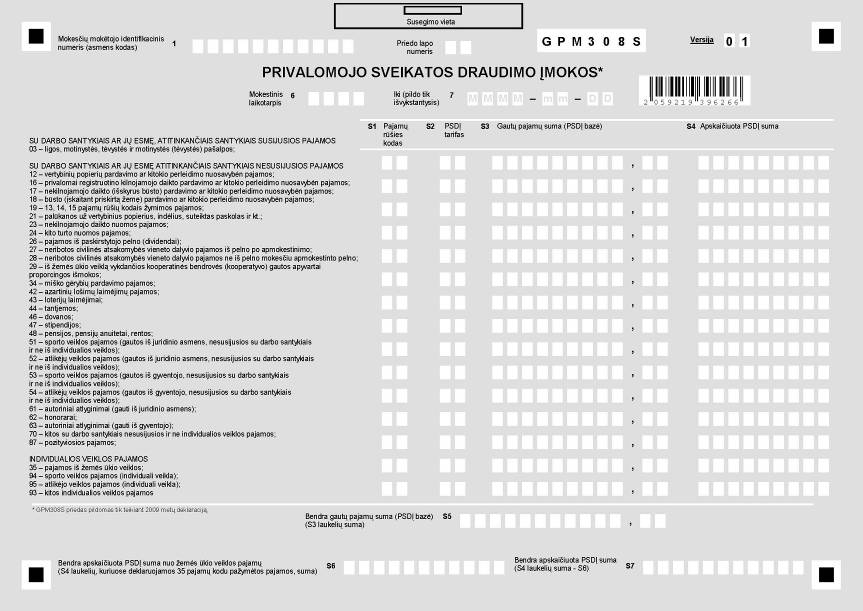 Susegimo vieta
Mokesčių mokėtojo identifikacinis
numeris (asmens kodas) 1
Priedo lapo
numeris
GPM308S
Versija 01
PRIVALOMOJO SVEIKATOS DRAUDIMO ĮMOKOS*
Mokestinis
laikotarpis 6
Iki (pildo tik
išvykstantysis) 7 MMMM – mm – DD
2 059219 396266
S1 Pajamų
rūšies
kodas
S2 PSDĮ
tarifas
S3 Gautų pajamų suma (PSDĮ bazė)
S4 Apskaičiuota PSDĮ suma
SU DARBO SANTYKIAIS AR JŲ ESMĘ ATITINKANČIAIS SANTYKIAIS SUSIJUSIOS PAJAMOS
03 – ligos, motinystės, tėvystės ir motinystės (tėvystės) pašalpos;
SU DARBO SANTYKIAIS AR JŲ ESMĘ ATITINKANČIAIS SANTYKIAIS NESUSIJUSIOS PAJAMOS
12 – vertybinių popierių pardavimo ar kitokio perleidimo nuosavybėn pajamos;
16 – privalomai registruotino kilnojamojo daikto pardavimo ar kitokio perleidimo nuosavybėn pajamos;
17 – nekilnojamojo daikto (išskyrus būsto) pardavimo ar kitokio perleidimo nuosavybėn pajamos;
18 – būsto (įskaitant priskirtą žemę) pardavimo ar kitokio perleidimo nuosavybėn pajamos;
19 – 13, 14, 15 pajamų rūšių kodais žymimos pajamos;
21 – palūkanos už vertybinius popierius, indėlius, suteiktas paskolas ir kt.;
23 – nekilnojamojo daikto nuomos pajamos;
24 – kito turto nuomos pajamos;
26 – pajamos iš paskirstytojo pelno (dividendai);
27 – neribotos civilinės atsakomybės vieneto dalyvio pajamos iš pelno po apmokestinimo;
28 – neribotos civilinės atsakomybės vieneto dalyvio pajamos ne iš pelno mokesčiu apmokestinto pelno;
29 – iš žemės ūkio veiklą vykdančios kooperatinės bendrovės (kooperatyvo) gautos apyvartai
proporcingos išmokos;
34 – miško gėrybių pardavimo pajamos;
42 – azartinių lošimų laimėjimų pajamos;
43 – loterijų laimėjimai;
44 – tantjemos;
46 – dovanos;
47 – stipendijos;
48 – pensijos, pensijų anuitetai, rentos;
51 – sporto veiklos pajamos (gautos iš juridinio asmens, nesusijusios su darbo santykiais
ir ne iš individualios veiklos);
52 – atlikėjų veiklos pajamos (gautos iš juridinio asmens, nesusijusios su darbo santykiais
ir ne iš individualios veiklos);
53 – sporto veiklos pajamos (gautos iš gyventojo, nesusijusios su darbo santykiais
ir ne iš individualios veiklos);
54 – atlikėjų veiklos pajamos (gautos iš gyventojo, nesusijusios su darbo santykiais
ir ne iš individualios veiklos);
61 – autoriniai atlyginimai (gauti iš juridinio asmens);
62 – honorarai;
63 – autoriniai atlyginimai (gauti iš gyventojo);
70 – kitos su darbo santykiais nesusijusios ir ne individualios veiklos pajamos;
87 – pozityviosios pajamos;
INDIVIDUALIOS VEIKLOS PAJAMOS
35 – pajamos iš žemės ūkio veiklos;
94 – sporto veiklos pajamos (individuali veikla);
95 – atlikėjo veiklos pajamos (individuali veikla);
93 – kitos individualios veiklos pajamos
* GPM308S priedas pildomas tik teikiant 2009 metų deklaraciją.
Bendra gautų pajamų suma (PSDĮ bazė) S5
(S3 laukelių suma)
Bendra apskaičiuota PSDĮ suma nuo žemės ūkio veiklos pajamų S6
(S4 laukelių, kuriuose deklaruojamos 35 pajamų kodu pažymėtos pajamos, suma)
Bendra apskaičiuota PSDĮ suma S7
(S4 laukelių suma - S6)